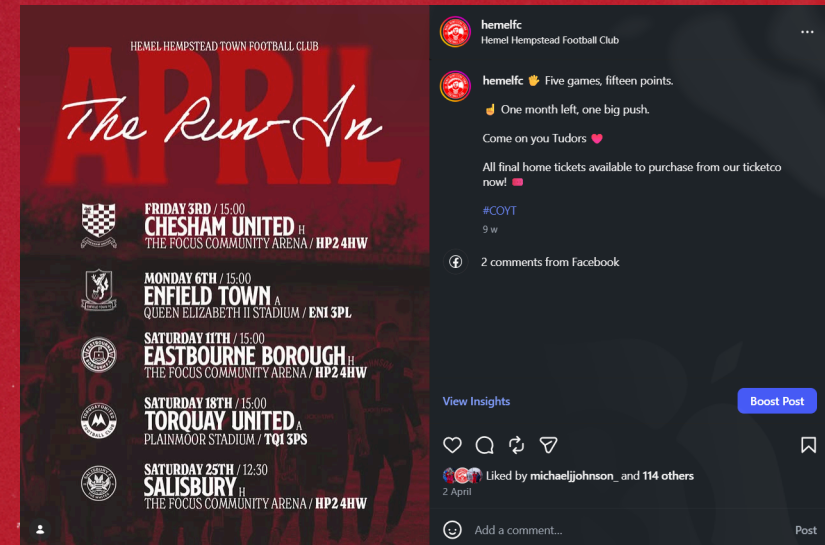 HEMEL HEMPSTEAD TOWN FOOTBALL CLUB
APRIL
The Run-In
FRIDAY 3RD / 15:00
CHESHAM UNITED H
THE FOCUS COMMUNITY ARENA / HP2 4HW
MONDAY 6TH / 15:00
ENFIELD TOWN A
QUEEN ELIZABETH II STADIUM / EN1 3PL
SATURDAY 11TH / 15:00
EASTBOURNE BOROUGH H
THE FOCUS COMMUNITY ARENA / HP2 4HW
SATURDAY 18TH / 15:00
TORQUAY UNITED A
PLAINMOOR STADIUM / TQ1 3PS
SATURDAY 25TH / 12:30
SALISBURY H
THE FOCUS COMMUNITY ARENA / HP2 4HW
hemelfc
Hemel Hempstead Football Club
hemelfc 🖐 Five games, fifteen points.
☝ One month left, one big push.
Come on you Tudors ❤️
All final home tickets available to purchase from our ticketco
now! 🎟
#COYT
9 w
2 comments from Facebook
View Insights
Boost Post
Liked by michaeljjohnson_ and 114 others
2 April
Add a comment...
Post